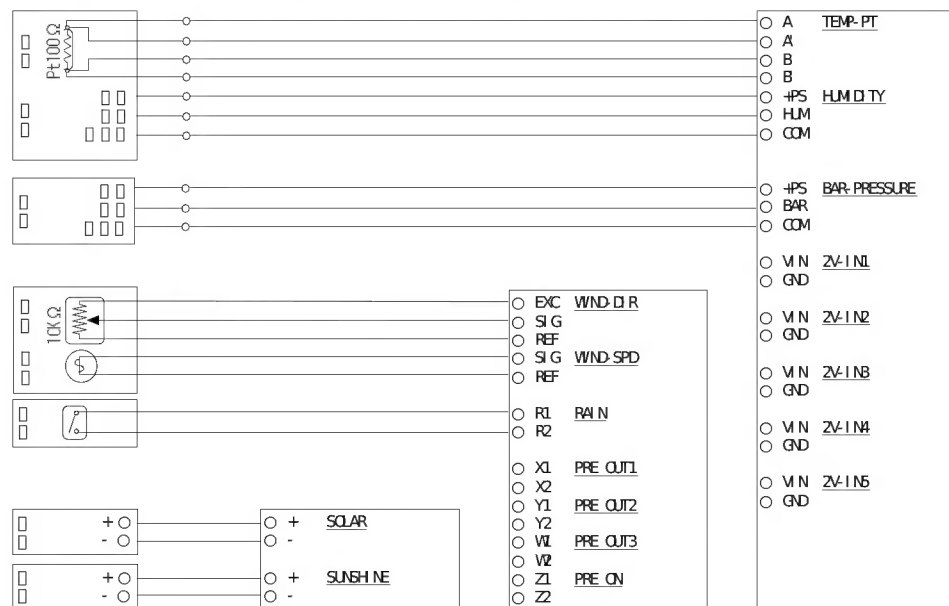 Pt100Ω
A TEMP-PT
A'
B
B'
+PS HUMIDITY
HUM
COM
+PS BAR-PRESSURE
BAR
COM
VIN 2V-IN1
GND
VIN 2V-IN2
GND
VIN 2V-IN3
GND
VIN 2V-IN4
GND
VIN 2V-IN5
GND
10KΩ
EXC WIND-DIR
SIG
REF
SIG WIND-SPD
REF
R1 RAIN
R2
X1 PRE OUT1
X2
Y1 PRE OUT2
Y2
W1 PRE OUT3
W2
Z1 PRE ON
Z2
+ + SOLAR
- -
+ + SUNSHINE
- -